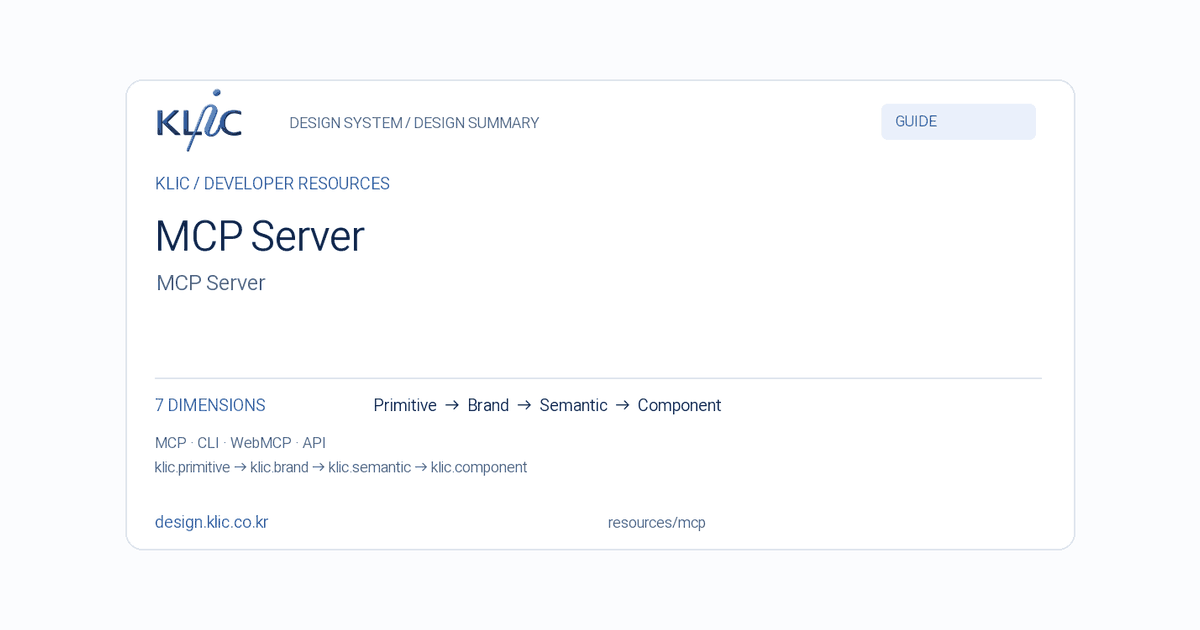 KLiC
DESIGN SYSTEM / DESIGN SUMMARY
GUIDE
KLIC / DEVELOPER RESOURCES
MCP Server
MCP Server
7 DIMENSIONS
Primitive → Brand → Semantic → Component
MCP · CLI · WebMCP · API
klic.primitive → klic.brand → klic.semantic → klic.component
design.klic.co.kr
resources/mcp